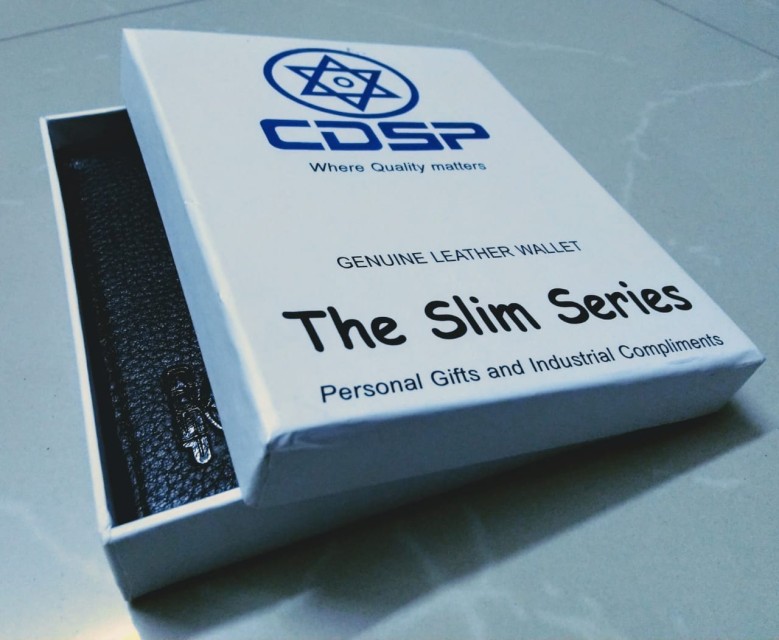 CDSP
Where Quality matters
GENUINE LEATHER WALLET
The Slim Series
Personal Gifts and Industrial Compliments